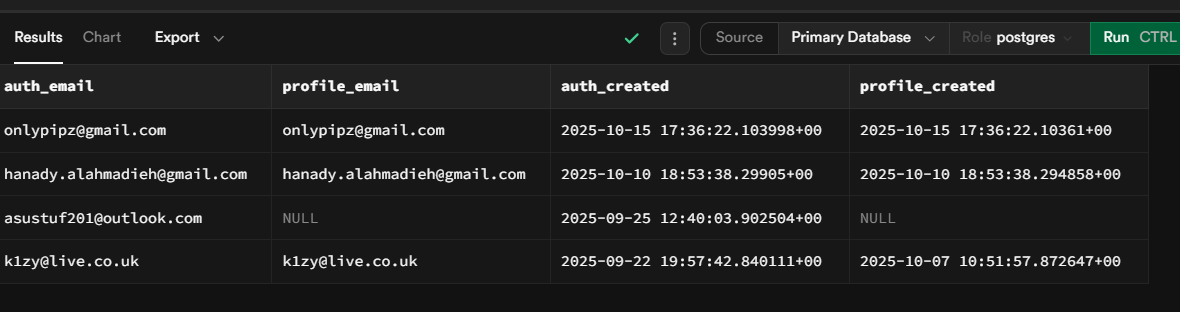 Results Chart Export Source Primary Database Role postgres Run CTRL
auth_email profile_email auth_created profile_created
onlypipz@gmail.com onlypipz@gmail.com 2025-10-15 17:36:22.103998+00 2025-10-15 17:36:22.10361+00
hanady.alahmadieh@gmail.com hanady.alahmadieh@gmail.com 2025-10-10 18:53:38.29905+00 2025-10-10 18:53:38.294858+00
asustuf201@outlook.com NULL 2025-09-25 12:40:03.902504+00 NULL
k1zy@live.co.uk k1zy@live.co.uk 2025-09-22 19:57:42.840111+00 2025-10-07 10:51:57.872647+00